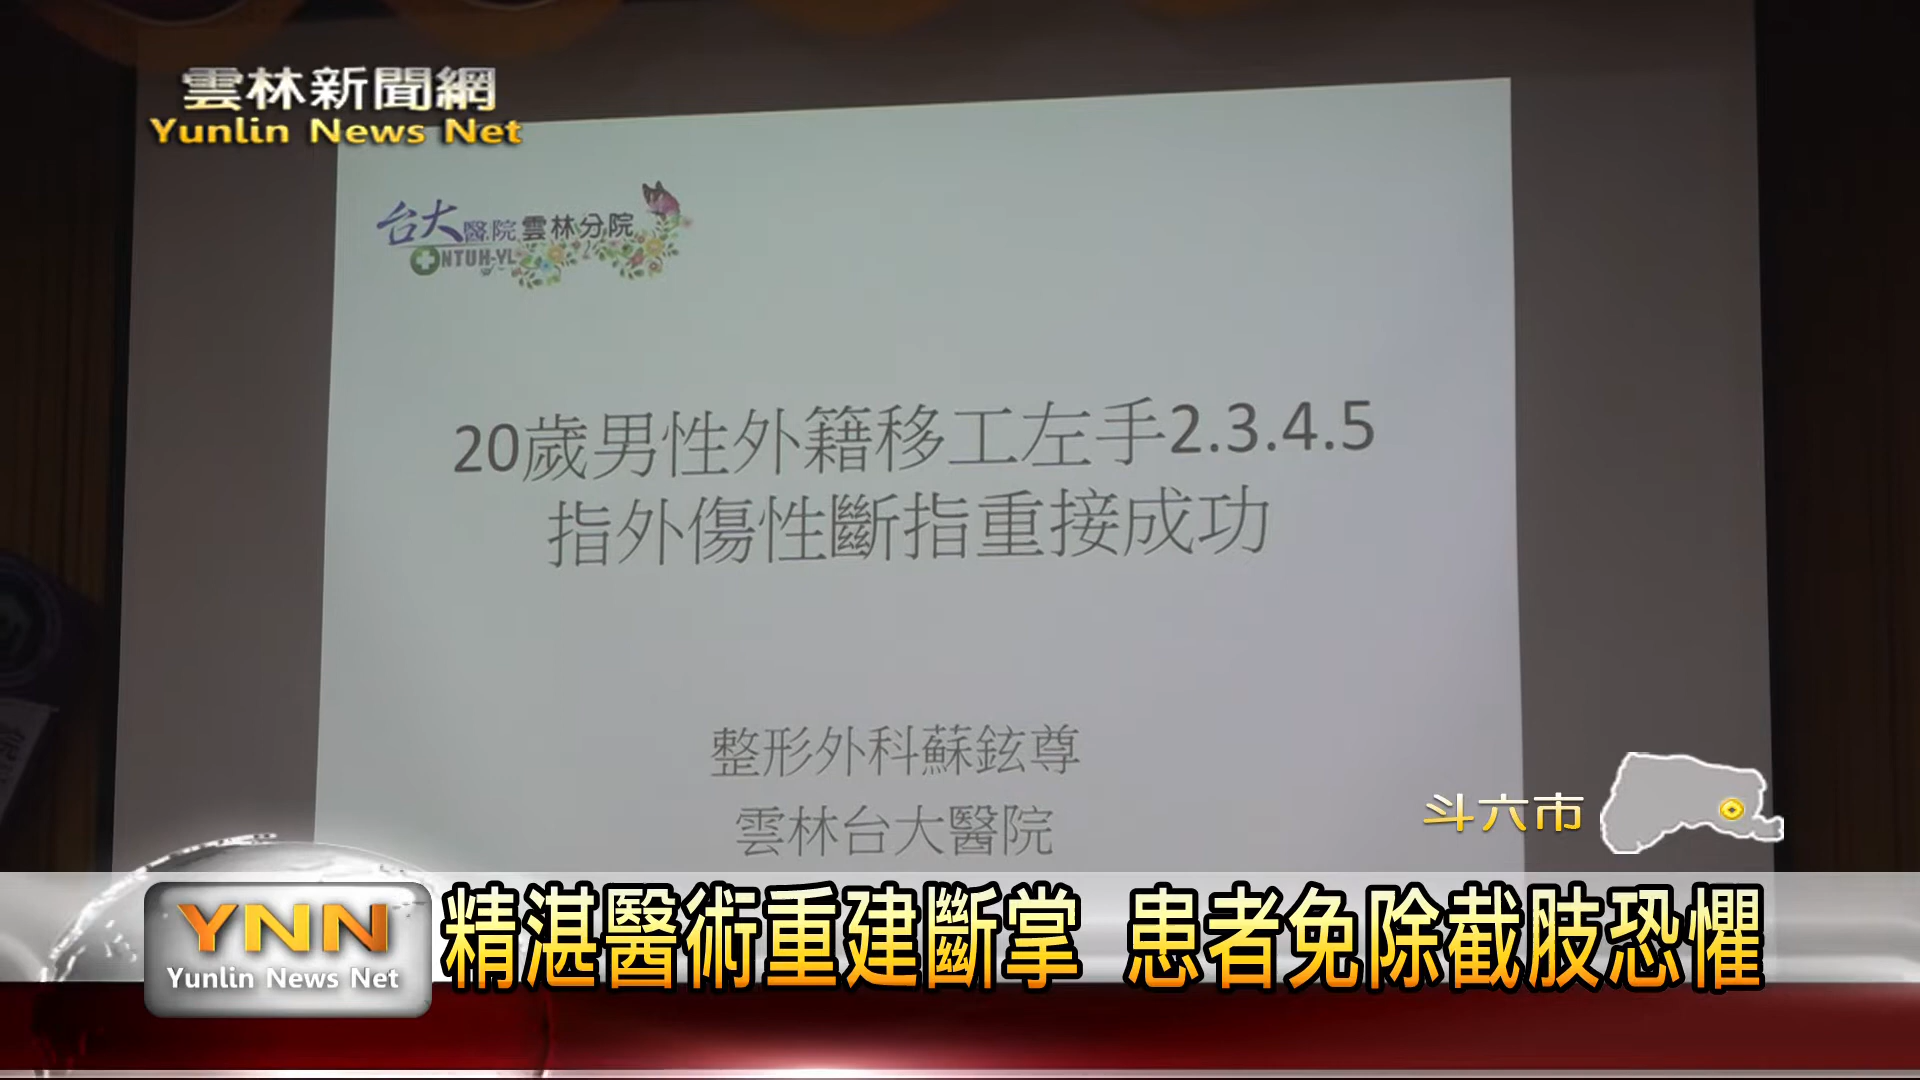 雲林新聞網
Yunlin News Net
台大醫院雲林分院
NTUH-YL
20歲男性外籍移工左手2.3.4.5
指外傷性斷指重接成功
整形外科蘇鉉尊
雲林台大醫院
斗六市
YNN
Yunlin News Net
精湛醫術重建斷掌 患者免除截肢恐懼